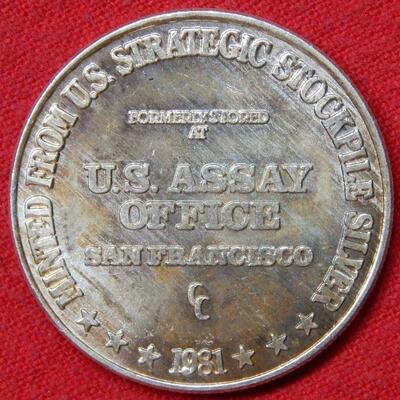 MINTED FROM U.S. STRATEGIC STOCKPILE SILVER
FORMERLY STORED
AT
U.S. ASSAY
OFFICE
SAN FRANCISCO
CC
1981